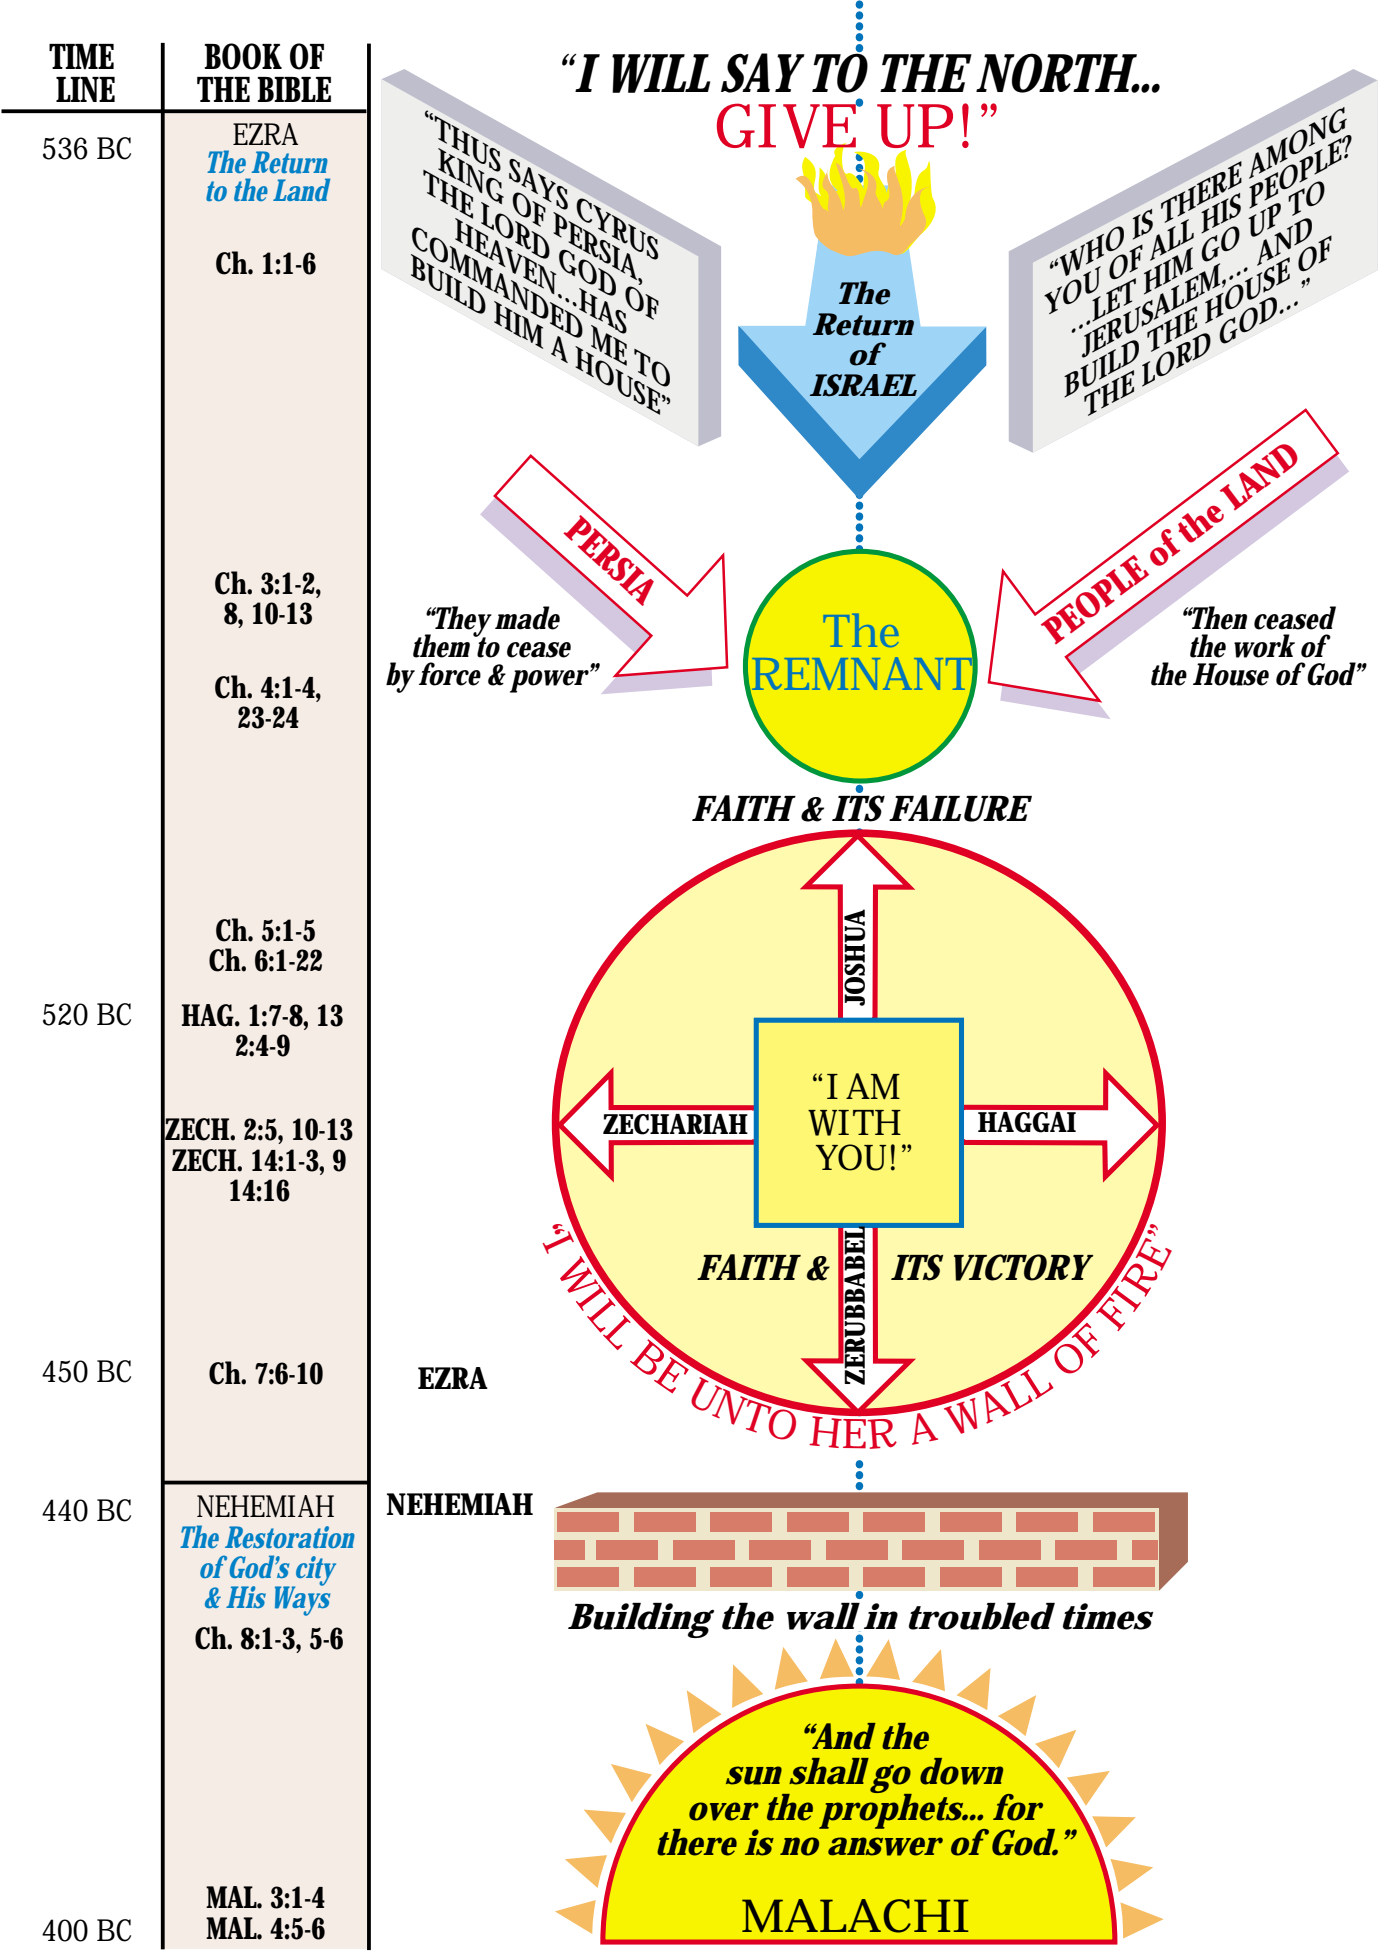 TIME
LINE
BOOK OF
THE BIBLE
536 BC
EZRA
The Return
to the Land
Ch. 1:1-6
Ch. 3:1-2,
8, 10-13
Ch. 4:1-4,
23-24
Ch. 5:1-5
Ch. 6:1-22
520 BC
HAG. 1:7-8, 13
2:4-9
ZECH. 2:5, 10-13
ZECH. 14:1-3, 9
14:16
450 BC
Ch. 7:6-10
440 BC
NEHEMIAH
The Restoration
of God's city
& His Ways
Ch. 8:1-3, 5-6
MAL. 3:1-4
400 BC
MAL. 4:5-6
“I WILL SAY TO THE NORTH...
GIVE UP!”
“THUS SAYS CYRUS
KING OF PERSIA,
THE LORD GOD OF
HEAVEN...HAS
COMMANDED ME TO
BUILD HIM A HOUSE”
The
Return
of
ISRAEL
“WHO IS THERE AMONG
YOU OF ALL HIS PEOPLE?
...LET HIM GO UP TO
JERUSALEM,... AND
BUILD THE HOUSE OF
THE LORD GOD...”
PERSIA
PEOPLE of the LAND
“They made
them to cease
by force & power”
The
REMNANT
“Then ceased
the work of
the House of God”
FAITH & ITS FAILURE
JOSHUA
ZECHARIAH
“I AM
WITH
YOU!”
HAGGAI
ZERUBBABEL
FAITH & ITS VICTORY
“I WILL BE UNTO HER A WALL OF FIRE”
EZRA
NEHEMIAH
Building the wall in troubled times
“And the
sun shall go down
over the prophets... for
there is no answer of God.”
MALACHI